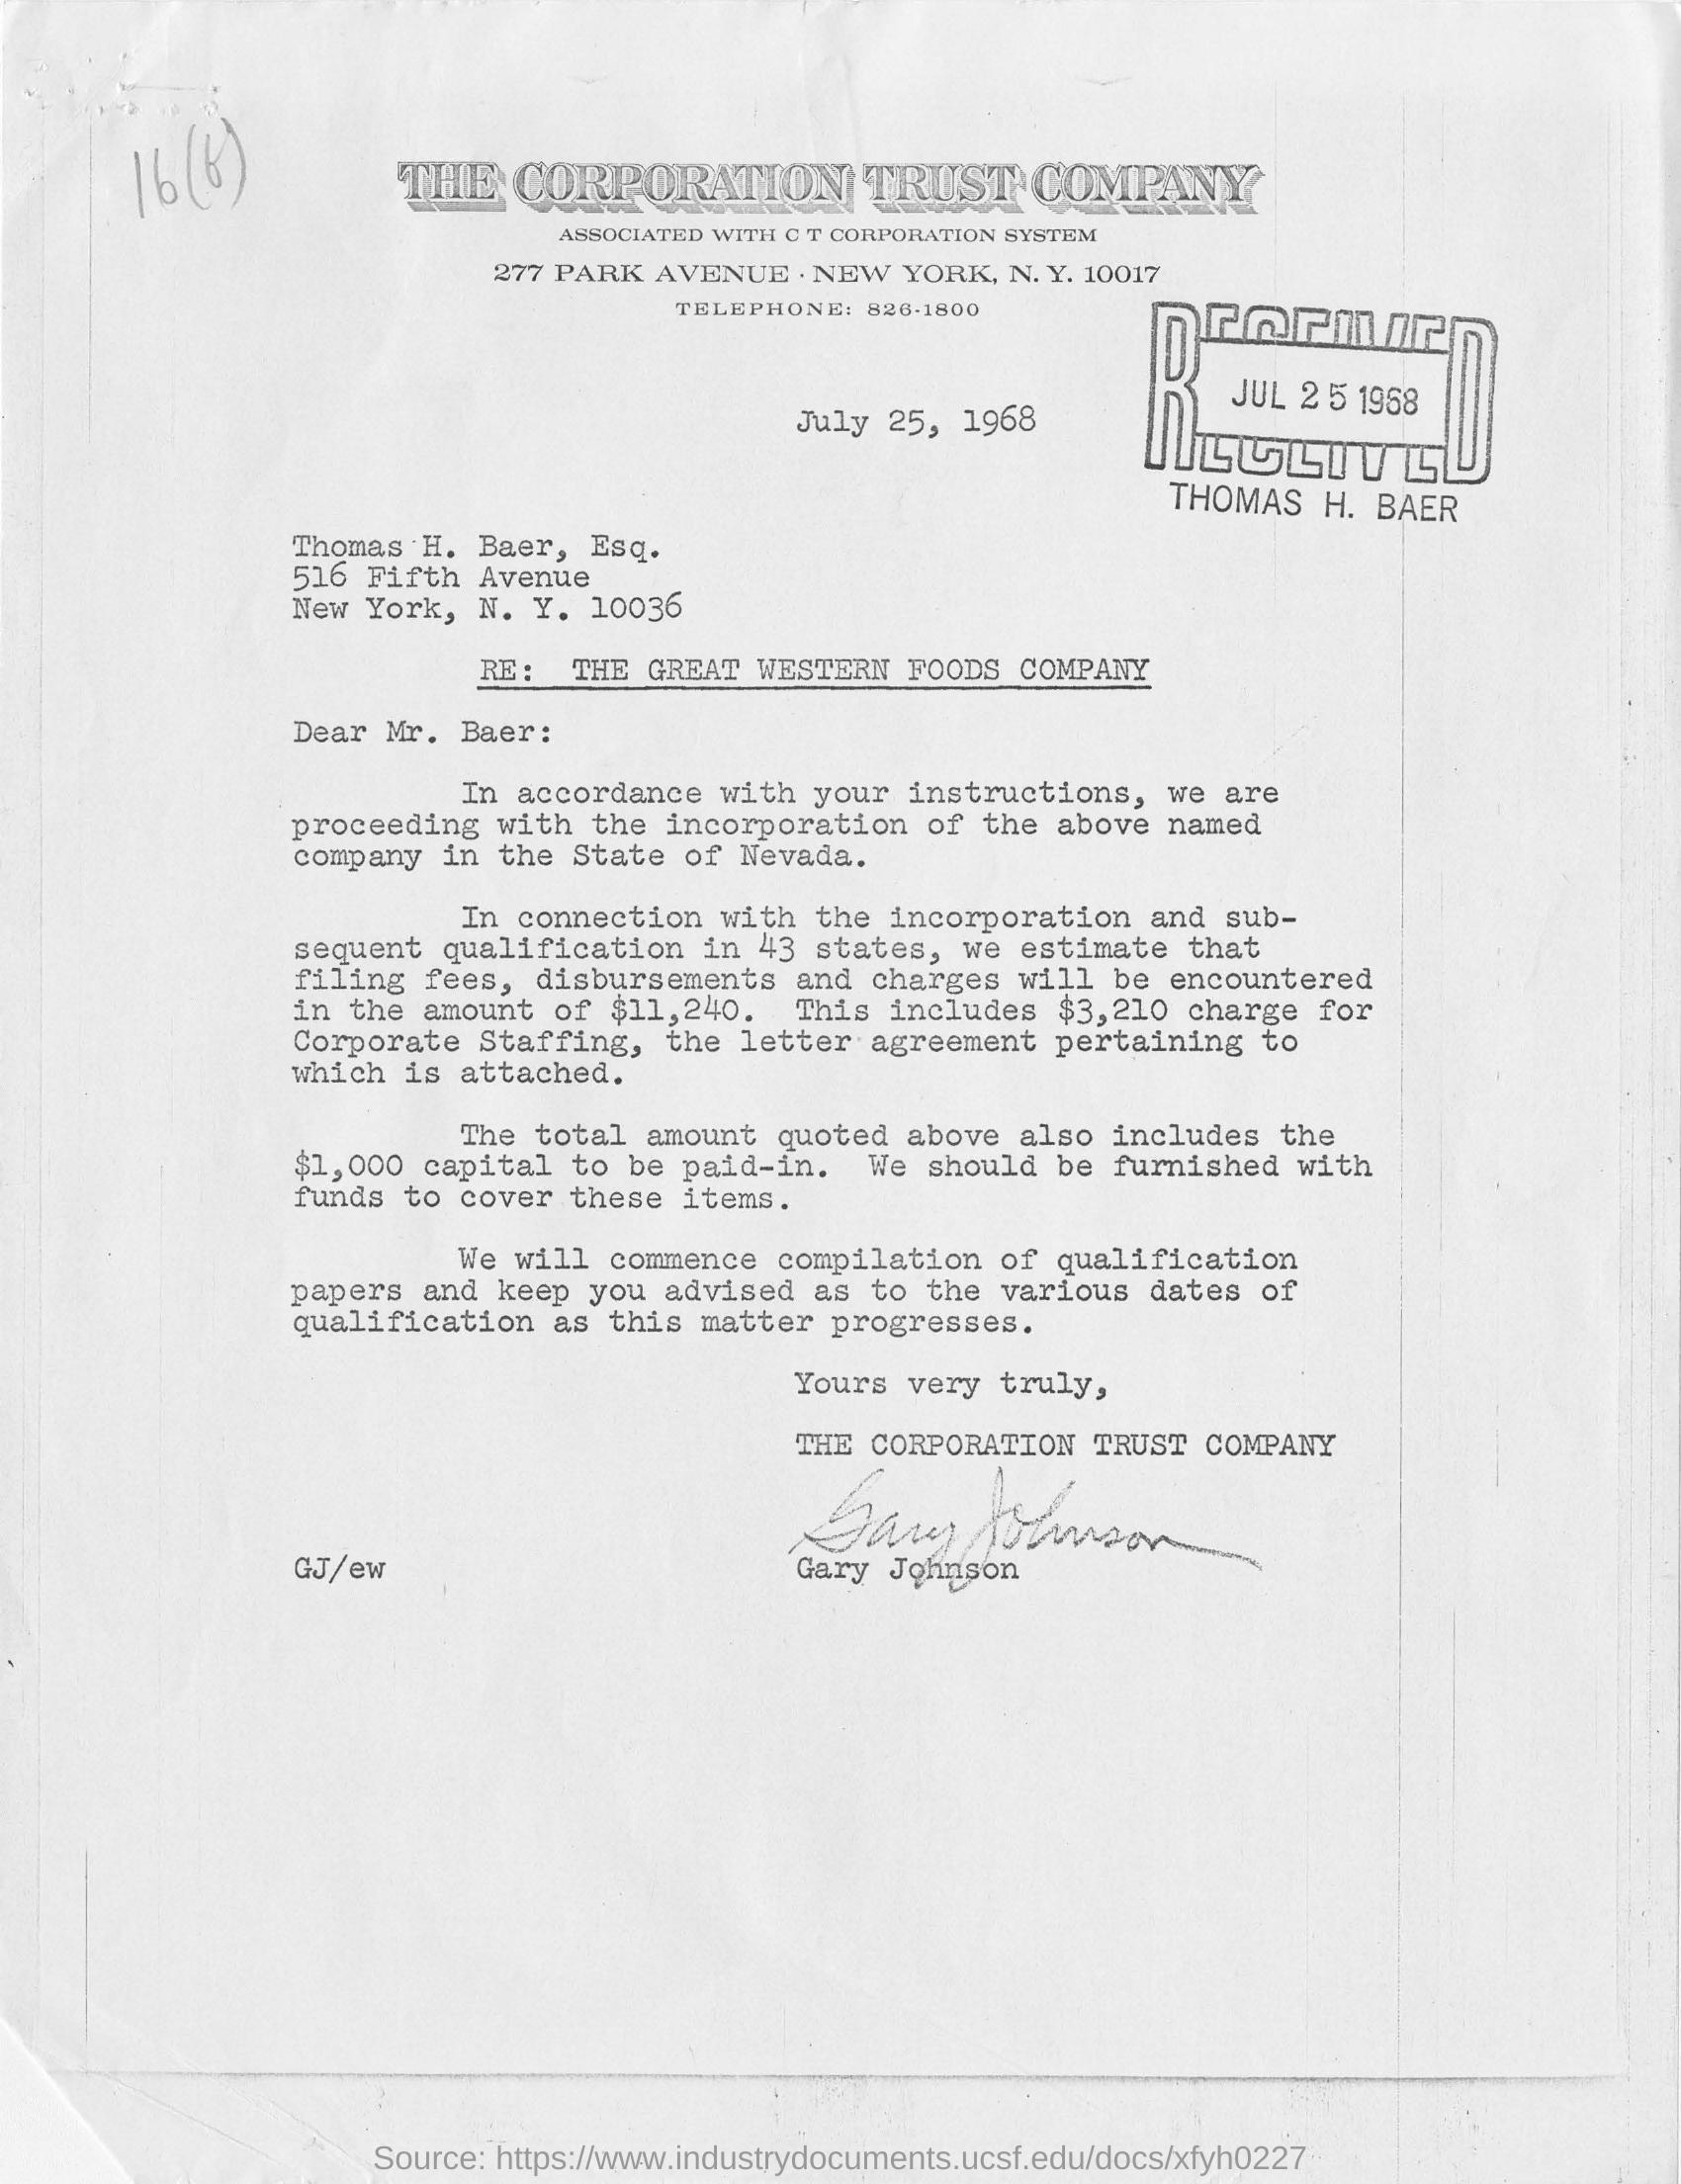 16(b)
THE CORPORATION TRUST COMPANY
ASSOCIATED WITH C T CORPORATION SYSTEM
277 PARK AVENUE · NEW YORK, N. Y. 10017
TELEPHONE: 826-1800
RECEIVED
JUL 25 1968
RECEIVED
THOMAS H. BAER
July 25, 1968
Thomas H. Baer, Esq.
516 Fifth Avenue
New York, N. Y. 10036
RE: THE GREAT WESTERN FOODS COMPANY
Dear Mr. Baer:
In accordance with your instructions, we are
proceeding with the incorporation of the above named
company in the State of Nevada.
In connection with the incorporation and sub-
sequent qualification in 43 states, we estimate that
filing fees, disbursements and charges will be encountered
in the amount of $11,240. This includes $3,210 charge for
Corporate Staffing, the letter agreement pertaining to
which is attached.
The total amount quoted above also includes the
$1,000 capital to be paid-in. We should be furnished with
funds to cover these items.
We will commence compilation of qualification
papers and keep you advised as to the various dates of
qualification as this matter progresses.
Yours very truly,
THE CORPORATION TRUST COMPANY
Gary Johnson
GJ/ew Gary Johnson
Source: https://www.industrydocuments.ucsf.edu/docs/xfyh0227